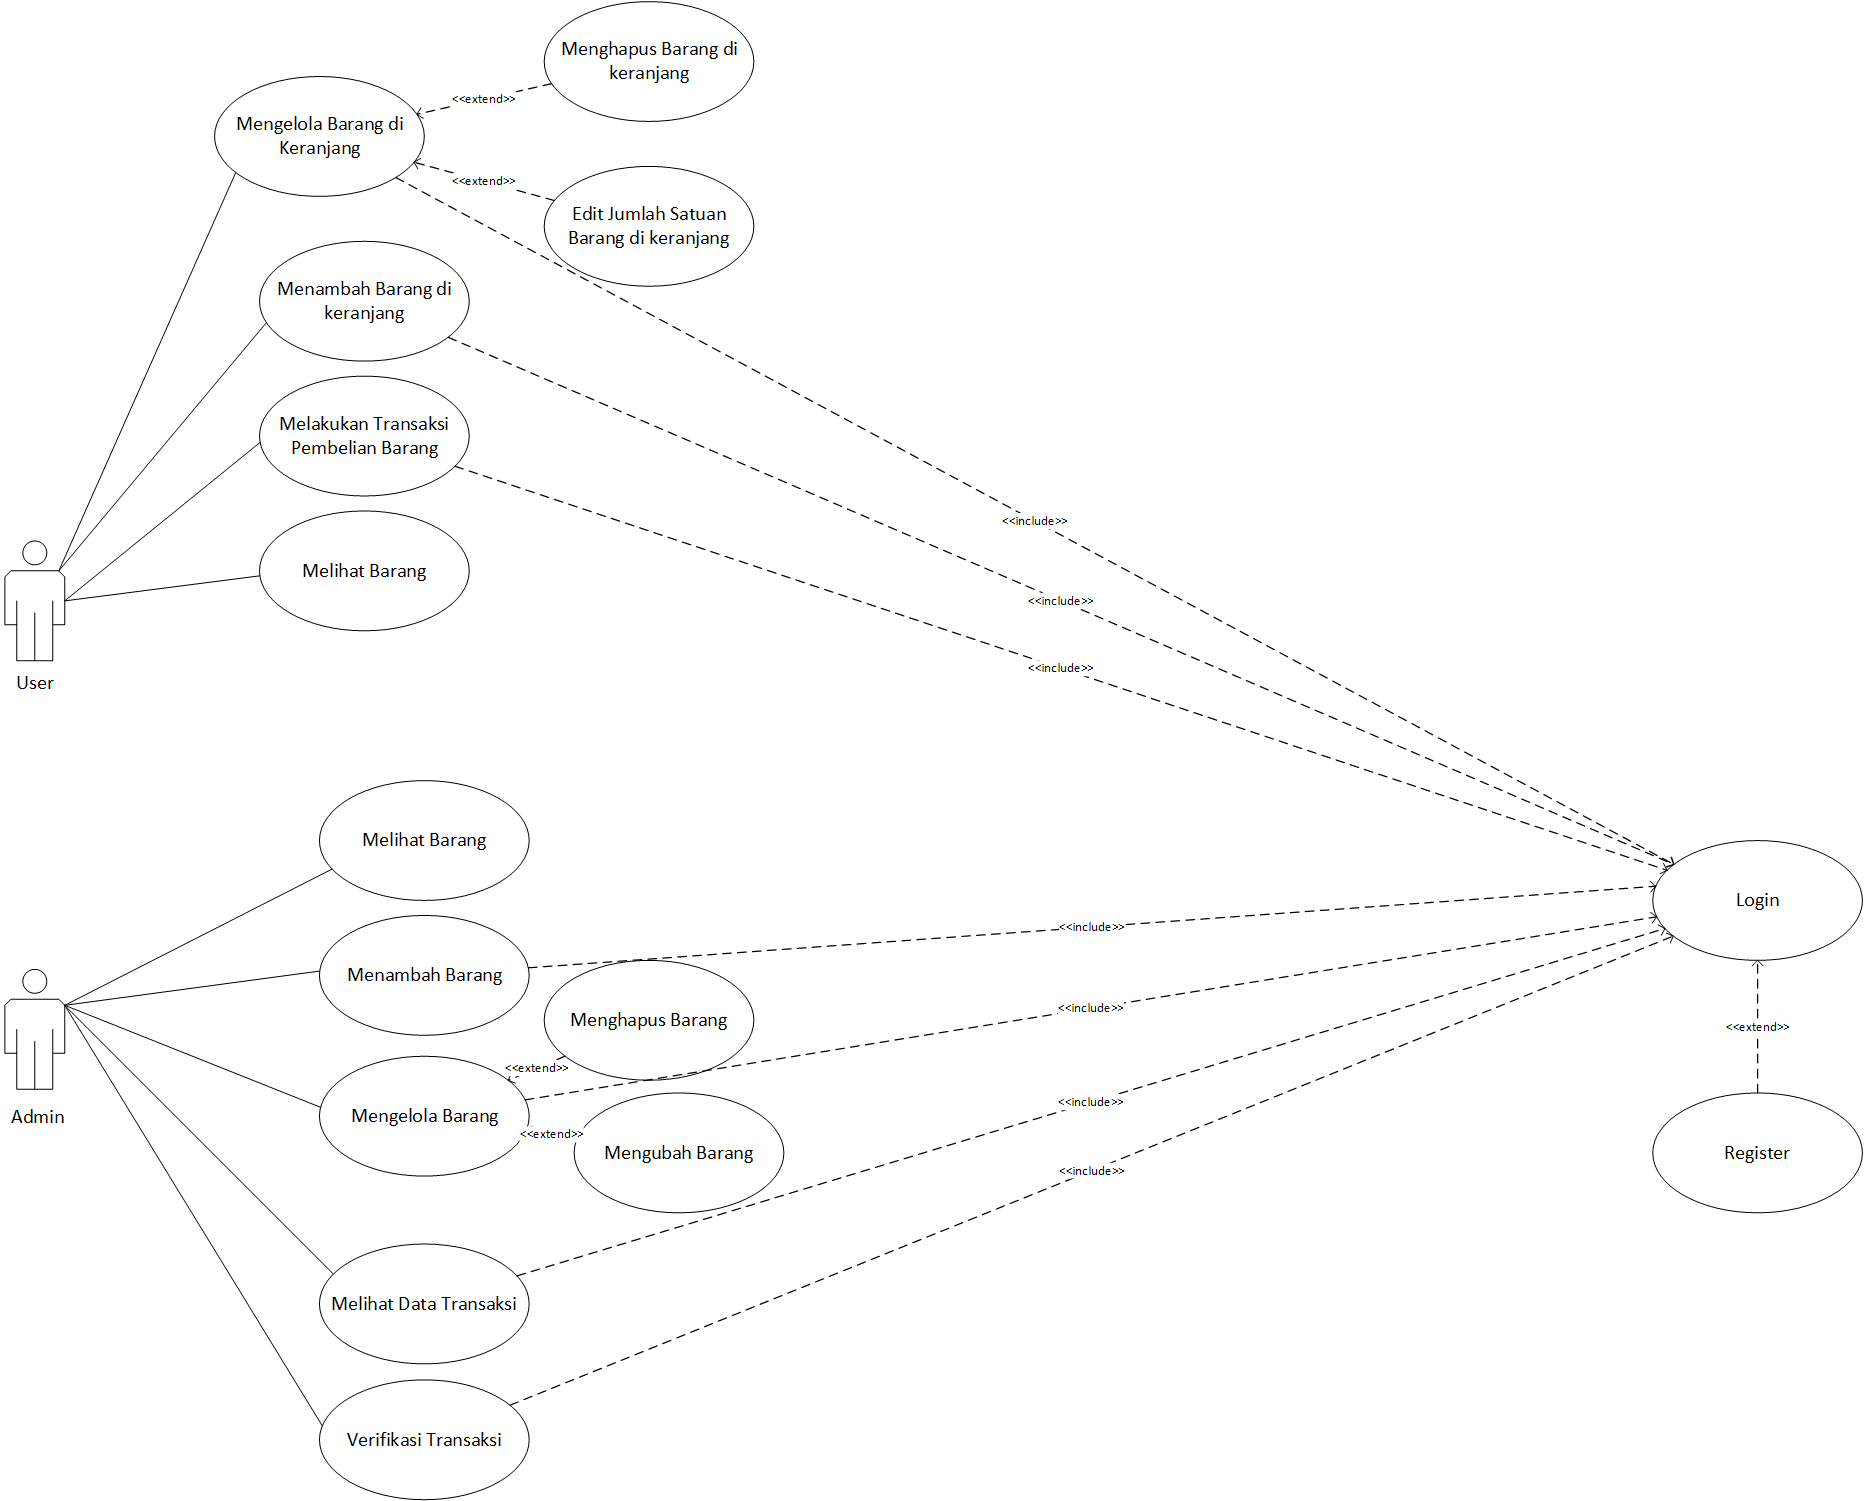 Menghapus Barang di
keranjang
<<extend>>
Mengelola Barang di
Keranjang
<<extend>>
Edit Jumlah Satuan
Barang di keranjang
Menambah Barang di
keranjang
Melakukan Transaksi
Pembelian Barang
<<include>>
Melihat Barang
<<include>>
<<include>>
User
Melihat Barang
Login
<<include>>
Menambah Barang
<<include>>
Menghapus Barang
<<extend>>
<<extend>>
<<include>>
Mengelola Barang
Admin
<<extend>>
Mengubah Barang
Register
<<include>>
Melihat Data Transaksi
Verifikasi Transaksi